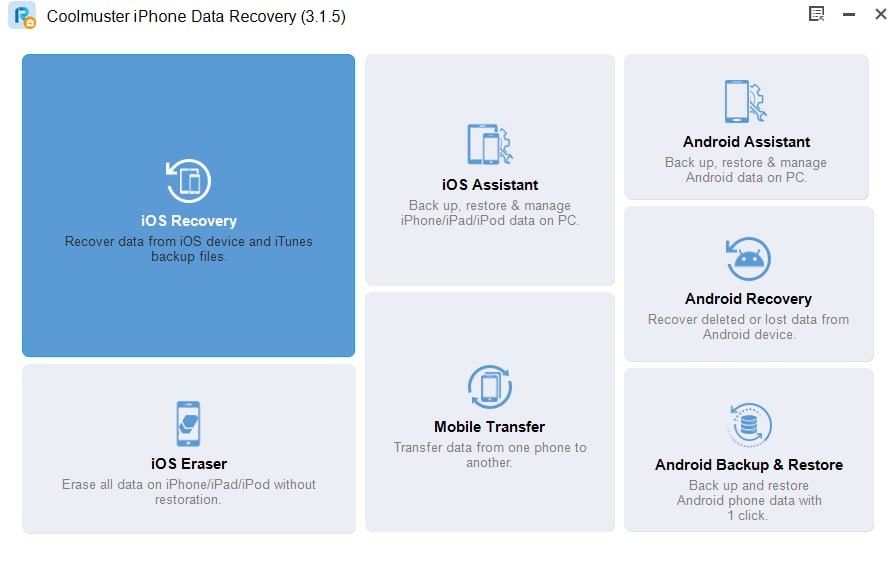 Coolmuster iPhone Data Recovery (3.1.5)
iOS Recovery
Recover data from iOS device and iTunes
backup files.
iOS Eraser
Erase all data on iPhone/iPad/iPod without
restoration.
iOS Assistant
Back up, restore & manage
iPhone/iPad/iPod data on PC.
Mobile Transfer
Transfer data from one phone to
another.
Android Assistant
Back up, restore & manage
Android data on PC.
Android Recovery
Recover deleted or lost data from
Android device.
Android Backup & Restore
Back up and restore
Android phone data with
1 click.